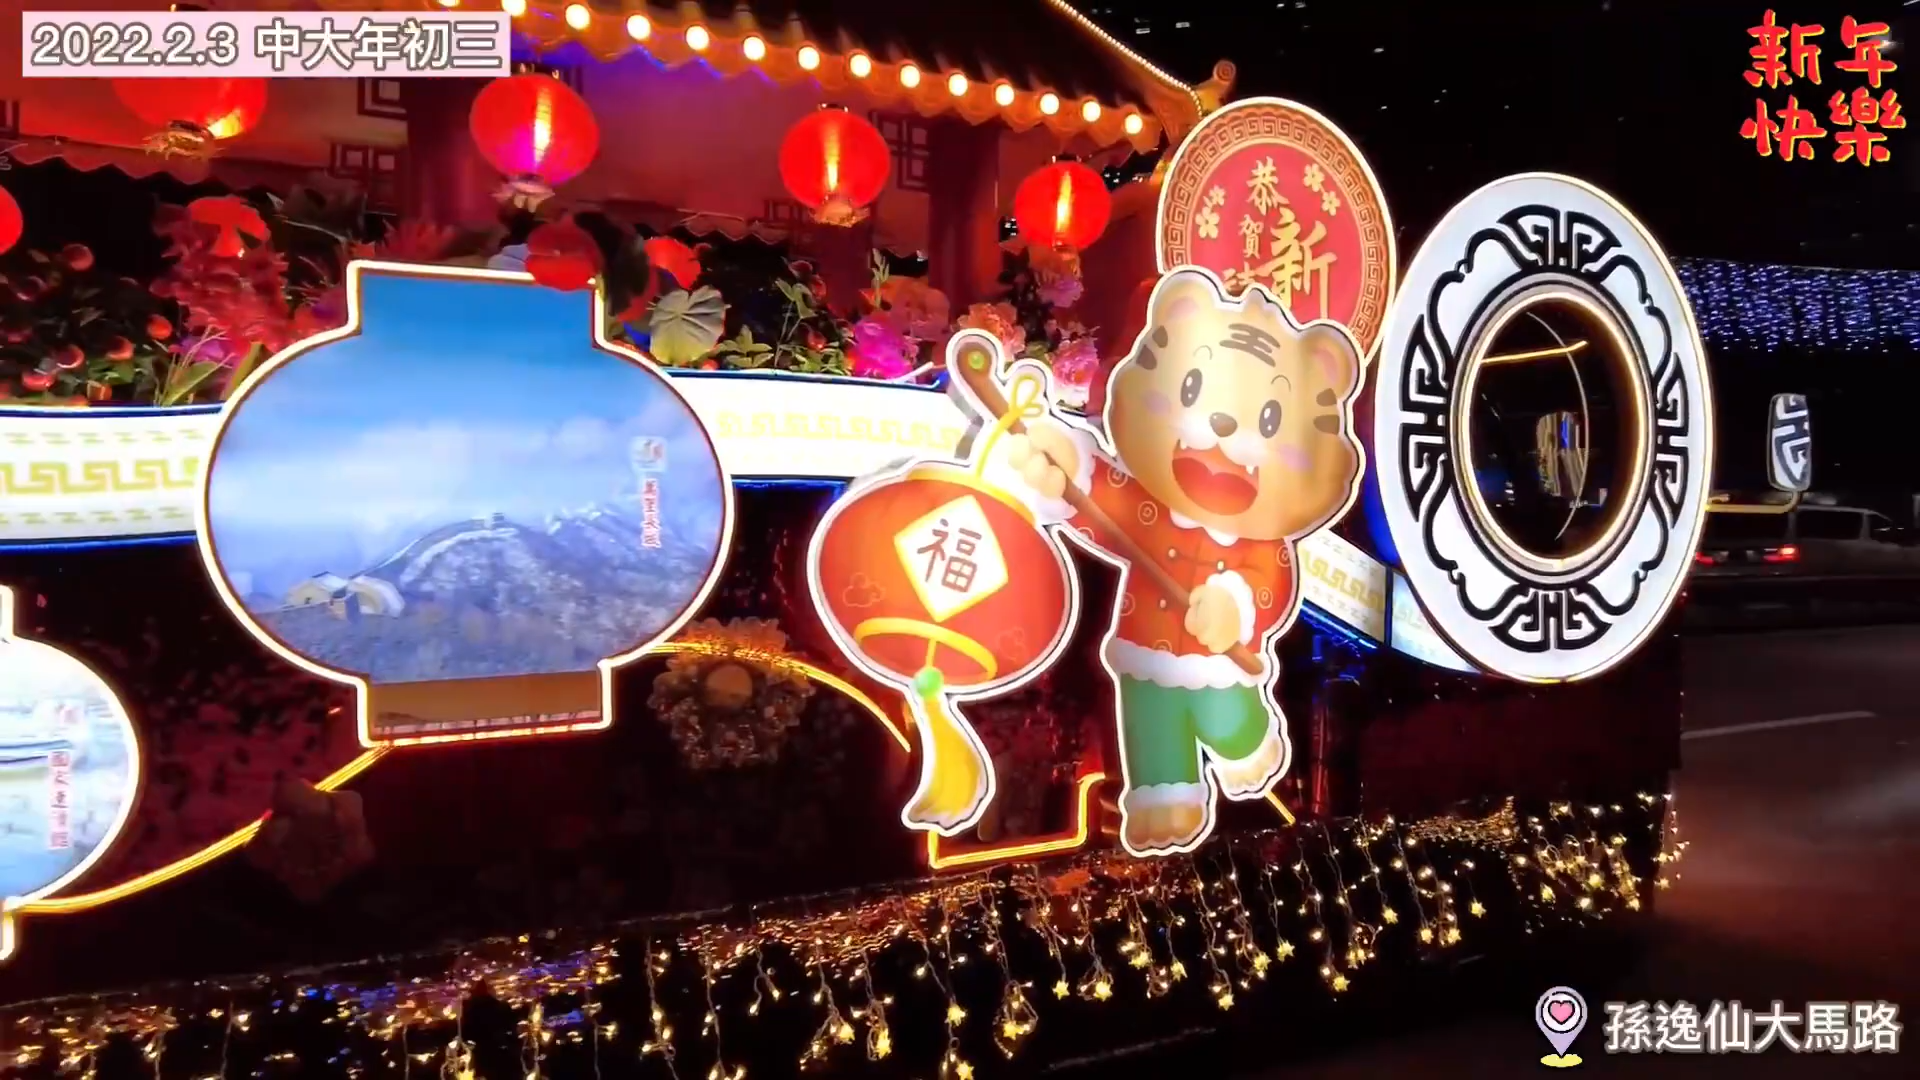 2022.2.3 中大年初三
新年
快樂
恭
賀
新
王
福
孫逸仙大馬路